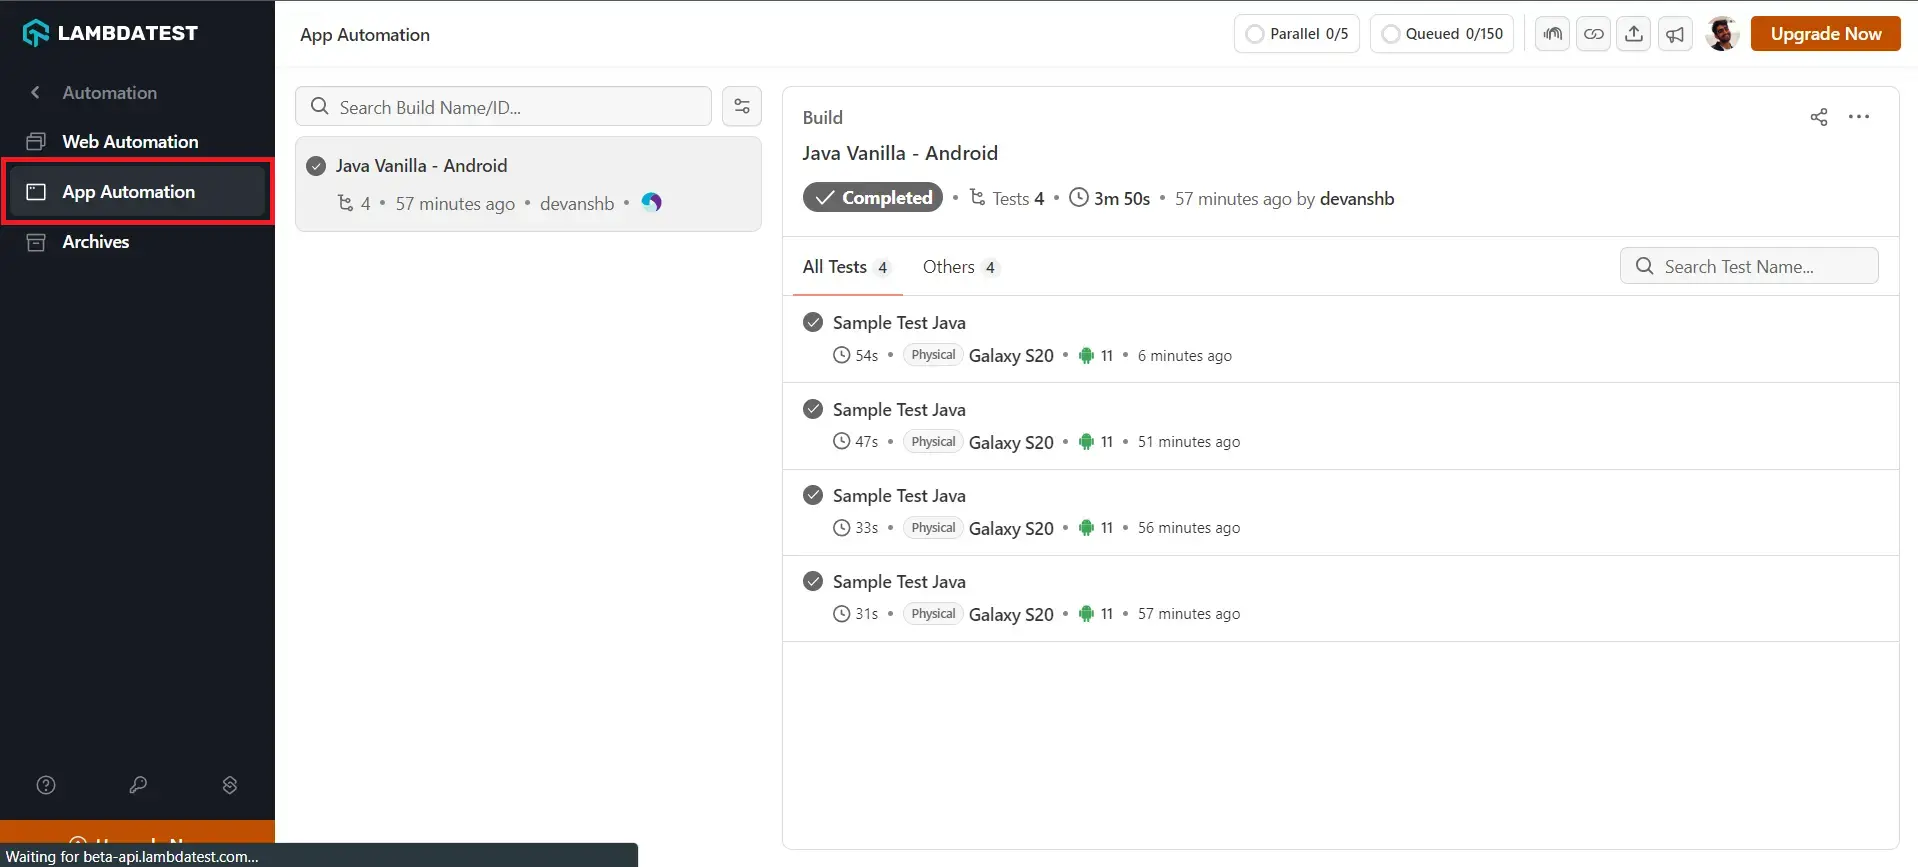 LAMBDATEST
Automation
Web Automation
App Automation
Archives
Waiting for beta-api.lambdatest.com...
App Automation
Parallel 0/5
Queued 0/150
Upgrade Now
Search Build Name/ID...
Java Vanilla - Android
4 • 57 minutes ago • devanshb •
Build
Java Vanilla - Android
Completed • Tests 4 • 3m 50s • 57 minutes ago by devanshb
All Tests 4
Others 4
Search Test Name...
Sample Test Java
54s • Physical Galaxy S20 • 11 • 6 minutes ago
Sample Test Java
47s • Physical Galaxy S20 • 11 • 51 minutes ago
Sample Test Java
33s • Physical Galaxy S20 • 11 • 56 minutes ago
Sample Test Java
31s • Physical Galaxy S20 • 11 • 57 minutes ago